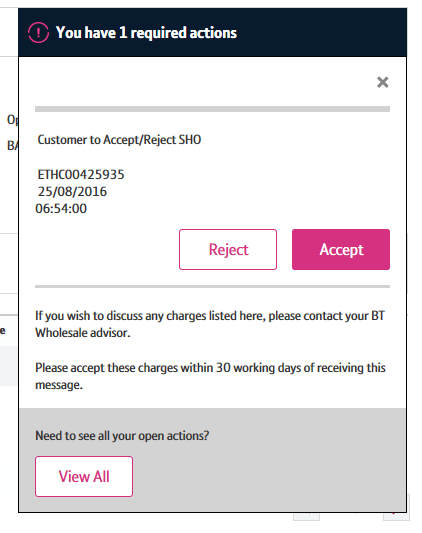 You have 1 required actions
Customer to Accept/Reject SHO
ETHC00425935
25/08/2016
06:54:00
Reject
Accept
If you wish to discuss any charges listed here, please contact your BT
Wholesale advisor.
Please accept these charges within 30 working days of receiving this
message.
Need to see all your open actions?
View All